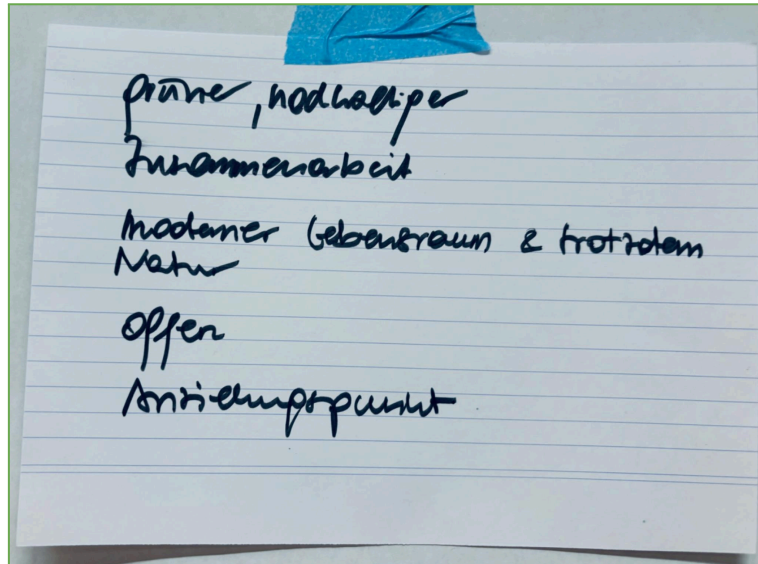 grüner, nachhaltiger
Zusammenarbeit
moderner Lebensraum & trotzdem
Natur
offen
Anziehungspunkt